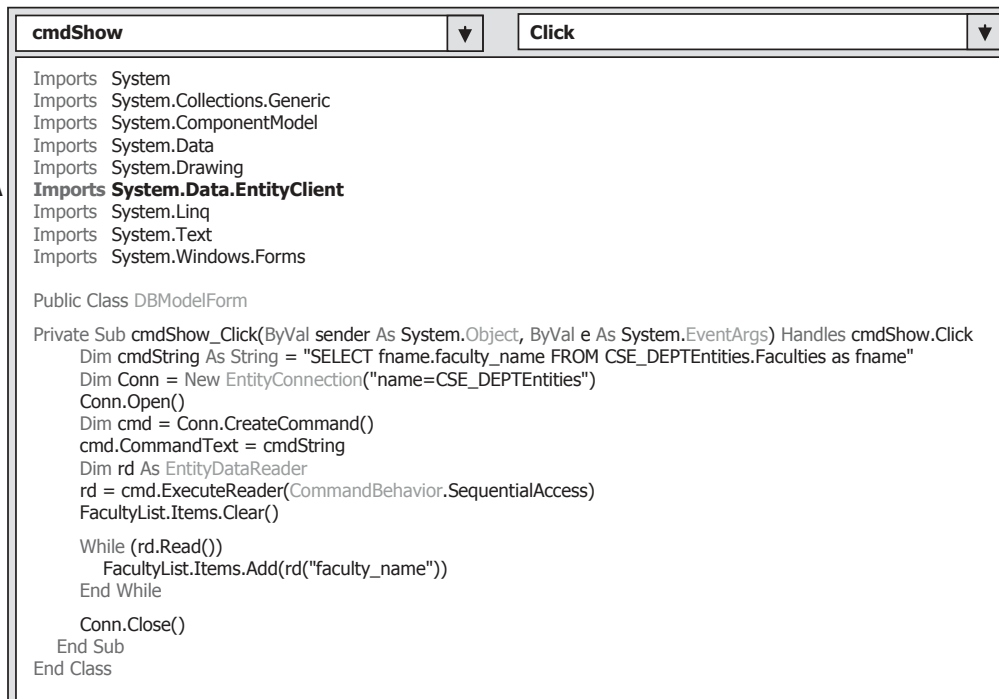 cmdShow Click
Imports System
Imports System.Collections.Generic
Imports System.ComponentModel
Imports System.Data
Imports System.Drawing
Imports System.Data.EntityClient
Imports System.Linq
Imports System.Text
Imports System.Windows.Forms
Public Class DBModelForm
Private Sub cmdShow_Click(ByVal sender As System.Object, ByVal e As System.EventArgs) Handles cmdShow.Click
Dim cmdString As String = "SELECT fname.faculty_name FROM CSE_DEPTEntities.Faculties as fname"
Dim Conn = New EntityConnection("name=CSE_DEPTEntities")
Conn.Open()
Dim cmd = Conn.CreateCommand()
cmd.CommandText = cmdString
Dim rd As EntityDataReader
rd = cmd.ExecuteReader(CommandBehavior.SequentialAccess)
FacultyList.Items.Clear()
While (rd.Read())
FacultyList.Items.Add(rd("faculty_name"))
End While
Conn.Close()
End Sub
End Class